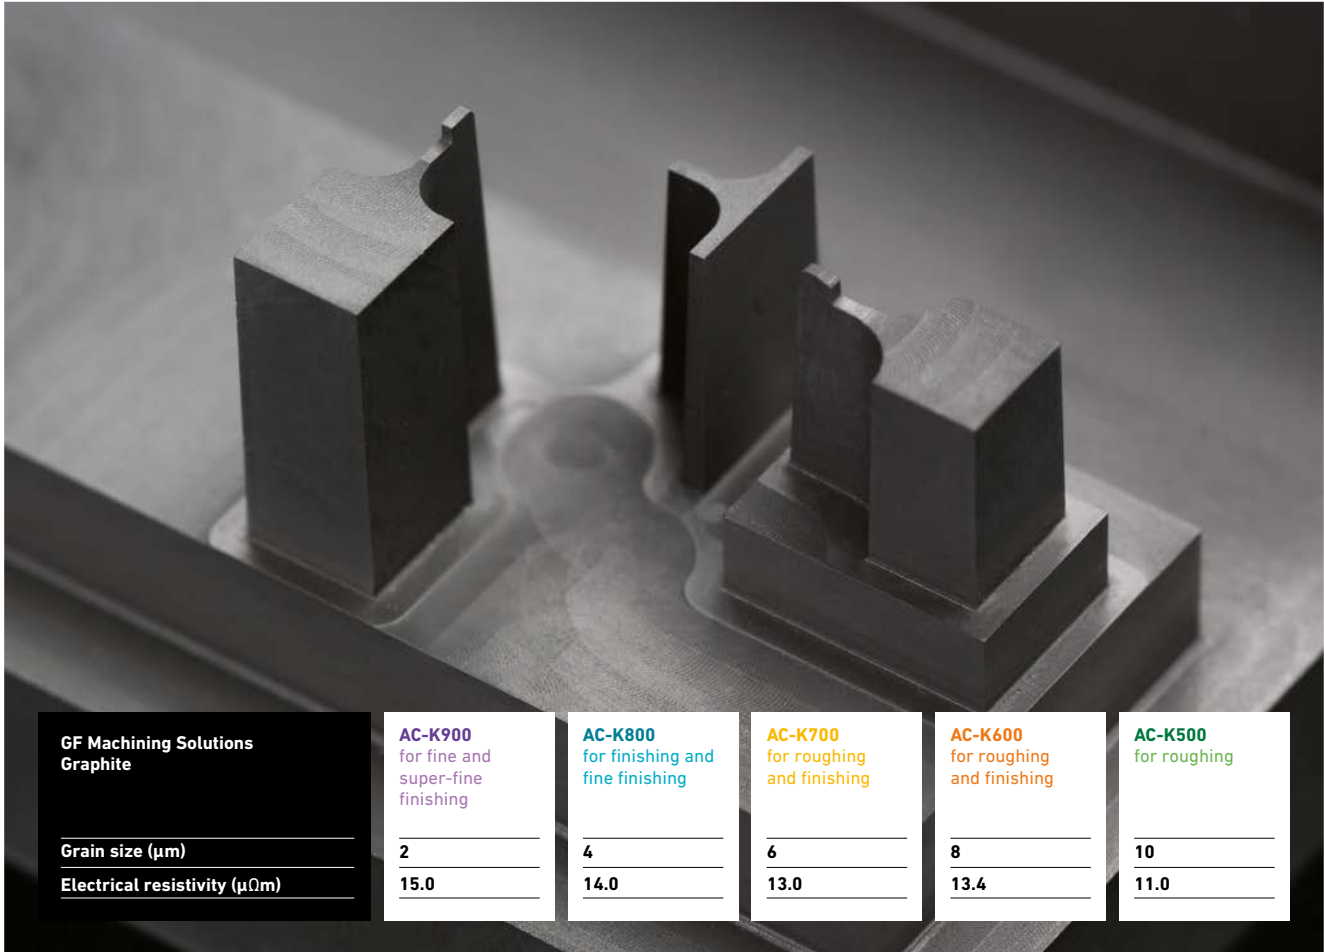 GF Machining Solutions
Graphite
Grain size (µm)
Electrical resistivity (µΩm)
AC-K900
for fine and
super-fine
finishing
2
15.0
AC-K800
for finishing and
fine finishing
4
14.0
AC-K700
for roughing
and finishing
6
13.0
AC-K600
for roughing
and finishing
8
13.4
AC-K500
for roughing
10
11.0